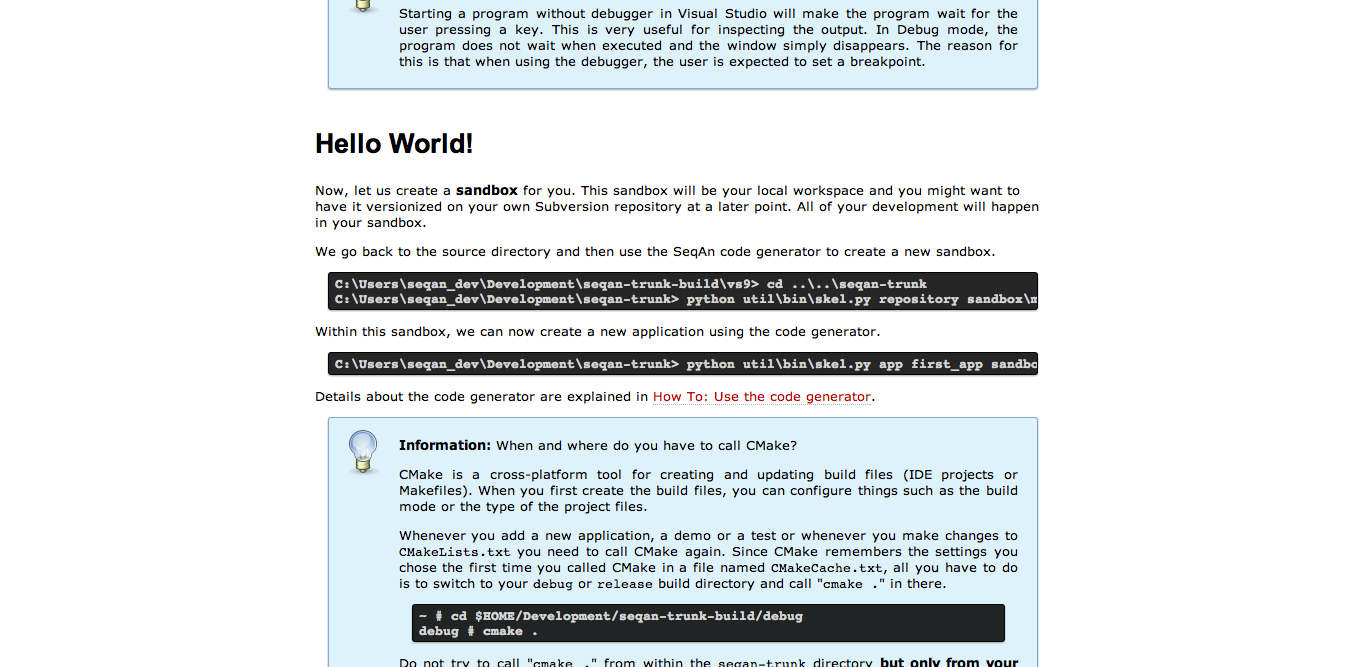 Starting a program without debugger in Visual Studio will make the program wait for the
user pressing a key. This is very useful for inspecting the output. In Debug mode, the
program does not wait when executed and the window simply disappears. The reason for
this is that when using the debugger, the user is expected to set a breakpoint.
Hello World!
Now, let us create a sandbox for you. This sandbox will be your local workspace and you might want to
have it versionized on your own Subversion repository at a later point. All of your development will happen
in your sandbox.
We go back to the source directory and then use the SeqAn code generator to create a new sandbox.
C:\Users\seqan_dev\Development\seqan-trunk-build\vs9> cd ..\..\seqan-trunk
C:\Users\seqan_dev\Development\seqan-trunk> python util\bin\skel.py repository sandbox\m
Within this sandbox, we can now create a new application using the code generator.
C:\Users\seqan_dev\Development\seqan-trunk> python util\bin\skel.py app first_app sandbo
Details about the code generator are explained in How To: Use the code generator.
Information: When and where do you have to call CMake?
CMake is a cross-platform tool for creating and updating build files (IDE projects or
Makefiles). When you first create the build files, you can configure things such as the build
mode or the type of the project files.
Whenever you add a new application, a demo or a test or whenever you make changes to
CMakeLists.txt you need to call CMake again. Since CMake remembers the settings you
chose the first time you called CMake in a file named CMakeCache.txt, all you have to do
is to switch to your debug or release build directory and call "cmake ." in there.
~ # cd $HOME/Development/seqan-trunk-build/debug
debug # cmake .
Do not try to call "cmake ." from within the seqan-trunk directory but only from your